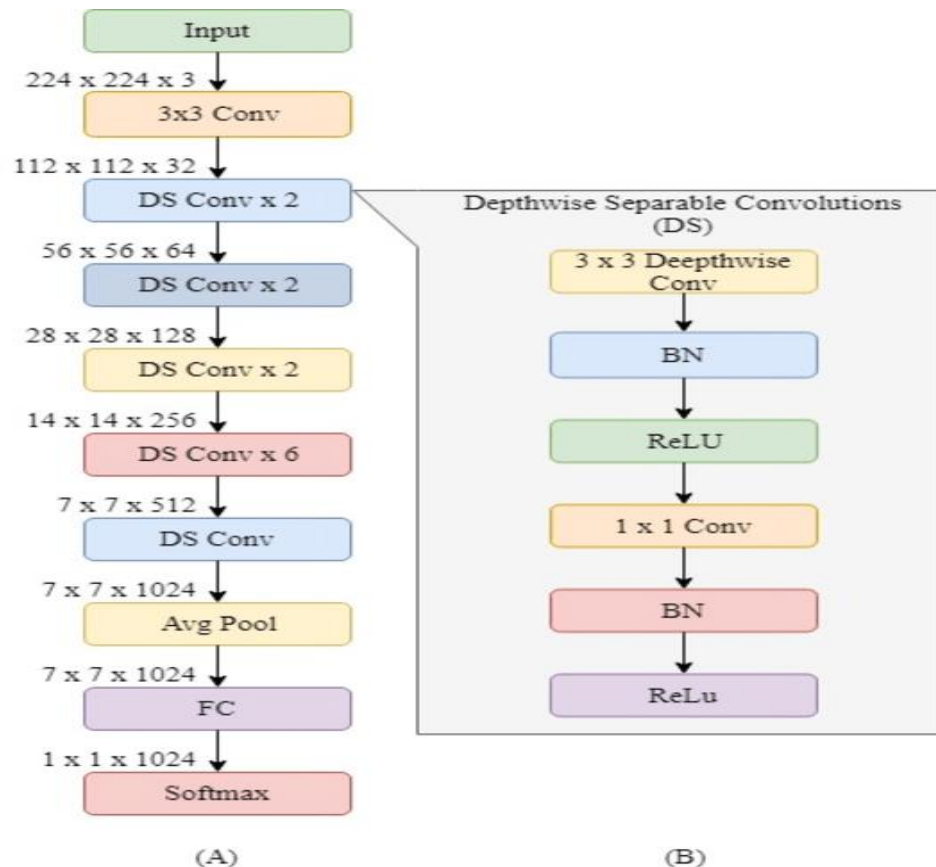 Input
224 x 224 x 3
3x3 Conv
112 x 112 x 32
DS Conv x 2
56 x 56 x 64
DS Conv x 2
28 x 28 x 128
DS Conv x 2
14 x 14 x 256
DS Conv x 6
7 x 7 x 512
DS Conv
7 x 7 x 1024
Avg Pool
7 x 7 x 1024
FC
1 x 1 x 1024
Softmax
(A)
Depthwise Separable Convolutions
(DS)
3 x 3 Deepthwise
Conv
BN
ReLU
1 x 1 Conv
BN
ReLu
(B)